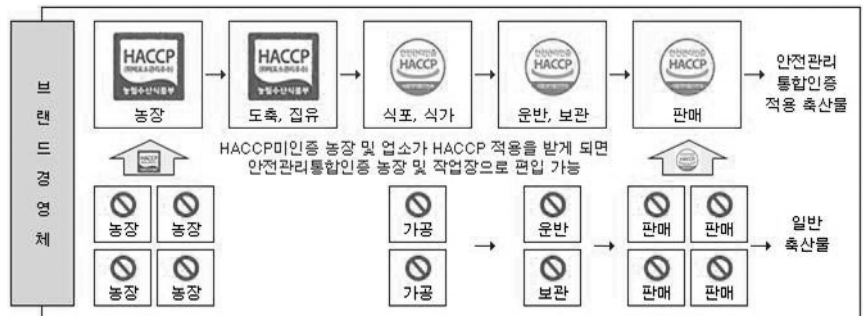 브랜드경영체
HACCP
농림수산식품부
농장
HACCP
농림수산식품부
도축, 집유
HACCP
식포, 식가
HACCP
운반, 보관
HACCP
판매
안전관리
통합인증
적용 축산물
HACCP미인증 농장 및 업소가 HACCP 적용을 받게 되면
안전관리통합인증 농장 및 작업장으로 편입 가능
농장 농장 가공 운반 판매 판매
일반
축산물
농장 농장 가공 보관 판매 판매